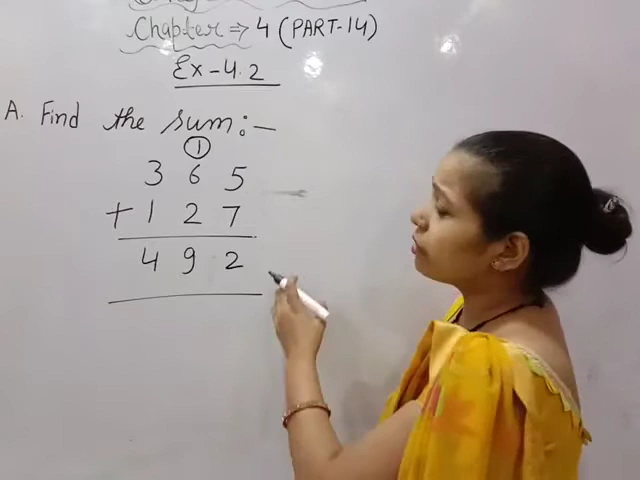 Chapter ⇒ 4 (PART-14)
Ex-4.2
A. Find the sum:-
1
3 6 5
+ 1 2 7
4 9 2